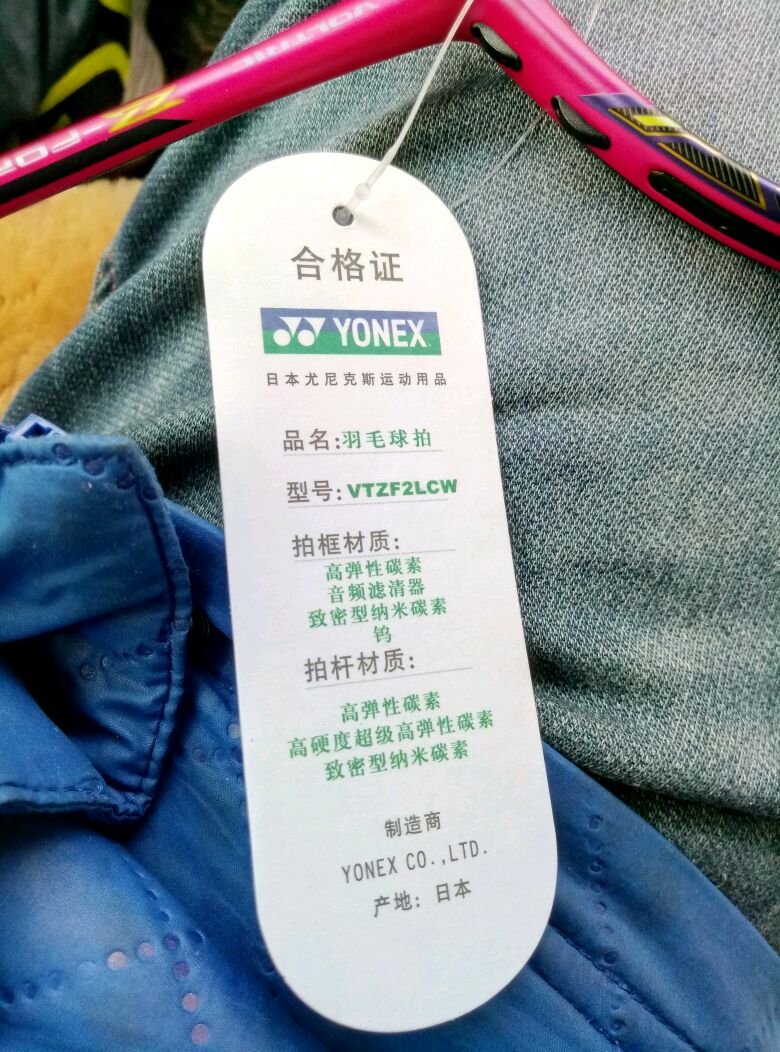 VOLTRIC
Z-FOR
合格证
YONEX
日本尤尼克斯运动用品
品名:羽毛球拍
型号:VTZF2LCW
拍框材质:
高弹性碳素
音频滤清器
致密型纳米碳素
钨
拍杆材质:
高弹性碳素
高硬度超级高弹性碳素
致密型纳米碳素
制造商
YONEX CO.,LTD.
产地: 日本